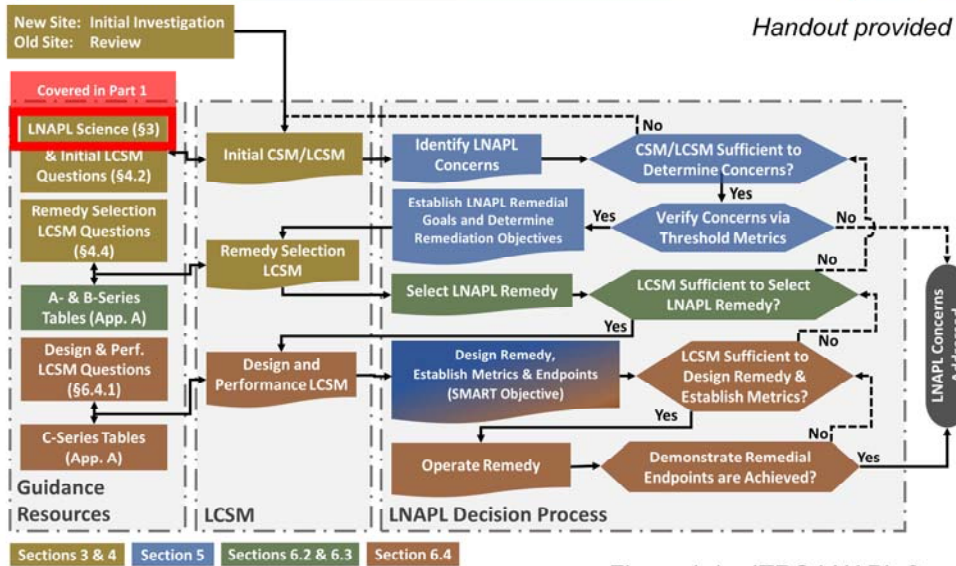 New Site: Initial Investigation
Old Site: Review
Handout provided
Covered in Part 1
LNAPL Science (§3)
& Initial LCSM
Questions (§4.2)
Remedy Selection
LCSM Questions
(§4.4)
A- & B-Series
Tables (App. A)
Design & Perf.
LCSM Questions
(§6.4.1)
C-Series Tables
(App. A)
Guidance
Resources
Initial CSM/LCSM
Remedy Selection
LCSM
Design and
Performance LCSM
LCSM
Identify LNAPL
Concerns
No
CSM/LCSM Sufficient to
Determine Concerns?
Yes
Establish LNAPL Remedial
Goals and Determine
Remediation Objectives
Yes
Verify Concerns via
Threshold Metrics
No
No
Select LNAPL Remedy
LCSM Sufficient to Select
LNAPL Remedy?
Yes
No
Design Remedy,
Establish Metrics & Endpoints
(SMART Objective)
LCSM Sufficient to
Design Remedy &
Establish Metrics?
Yes
No
Operate Remedy
Demonstrate Remedial
Endpoints are Achieved?
Yes
LNAPL Decision Process
LNAPL Concerns
Sections 3 & 4
Section 5
Sections 6.2 & 6.3
Section 6.4